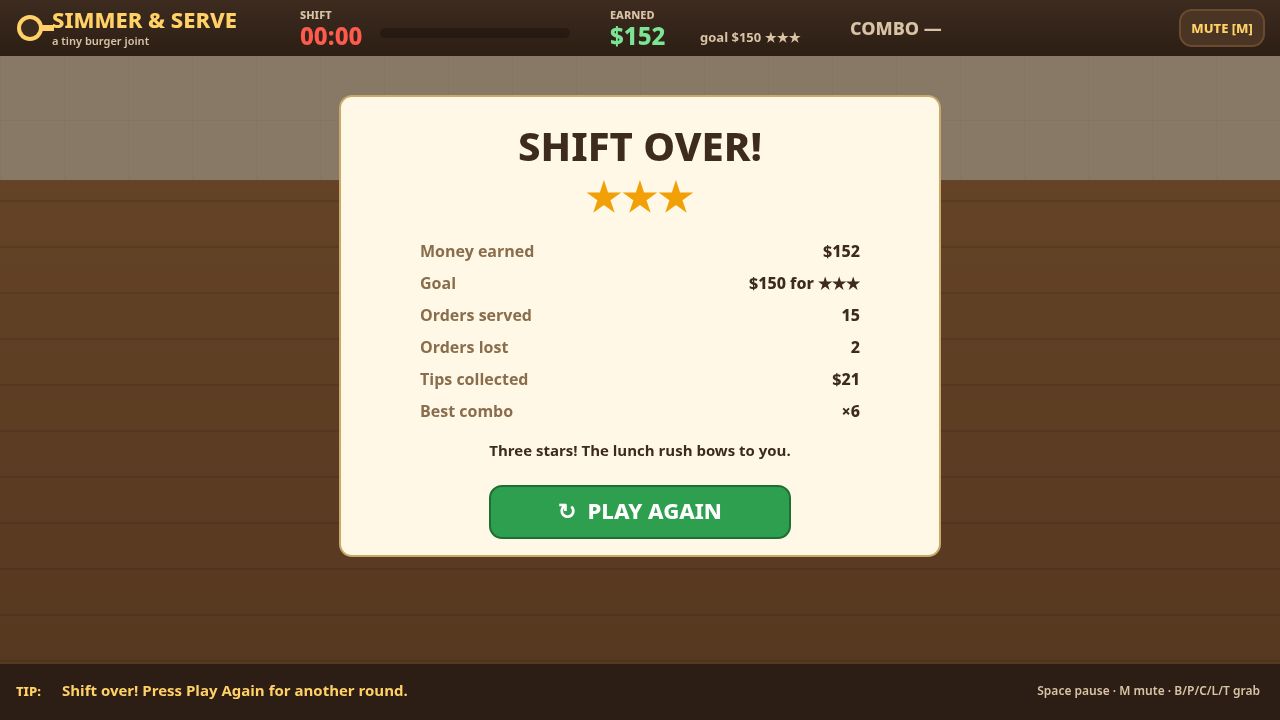 SIMMER & SERVE
a tiny burger joint
SHIFT
00:00
EARNED
$152
goal $150 ★★★
COMBO —
MUTE [M]
SHIFT OVER!
★★★
Money earned $152
Goal $150 for ★★★
Orders served 15
Orders lost 2
Tips collected $21
Best combo ×6
Three stars! The lunch rush bows to you.
↻ PLAY AGAIN
TIP: Shift over! Press Play Again for another round.
Space pause · M mute · B/P/C/L/T grab